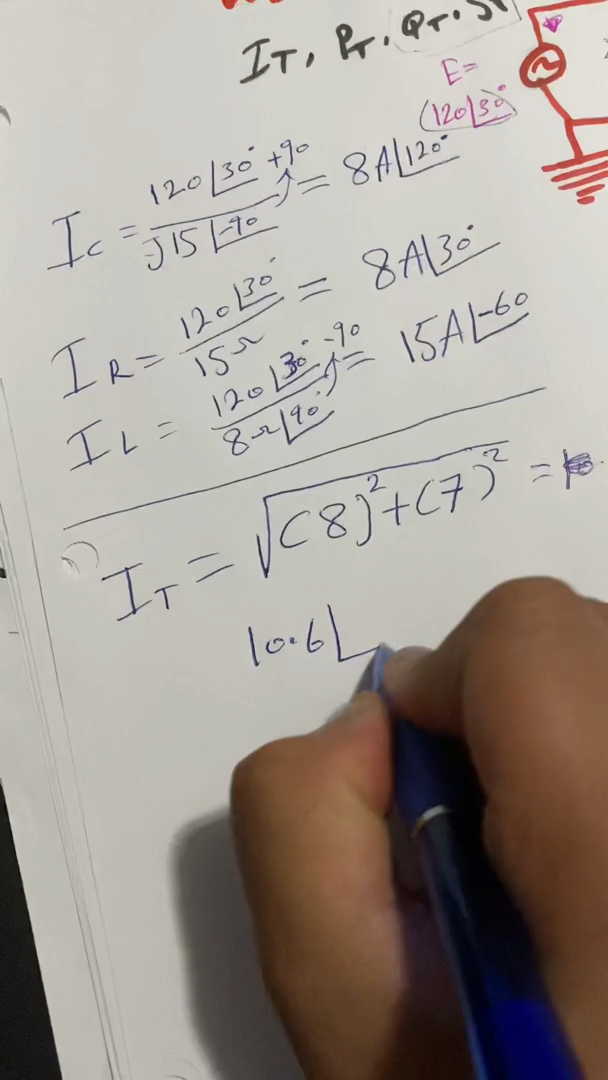 IT, PT, QT, S
E=
120∠30°
IC = 120∠30° +90 / J15∠-90 = 8A∠120°
IR = 120∠30° / 15Ω = 8A∠30°
IL = 120∠30° -90 / 8Ω∠90° = 15A∠-60
IT = √(8)² + (7)² =
10.6∠